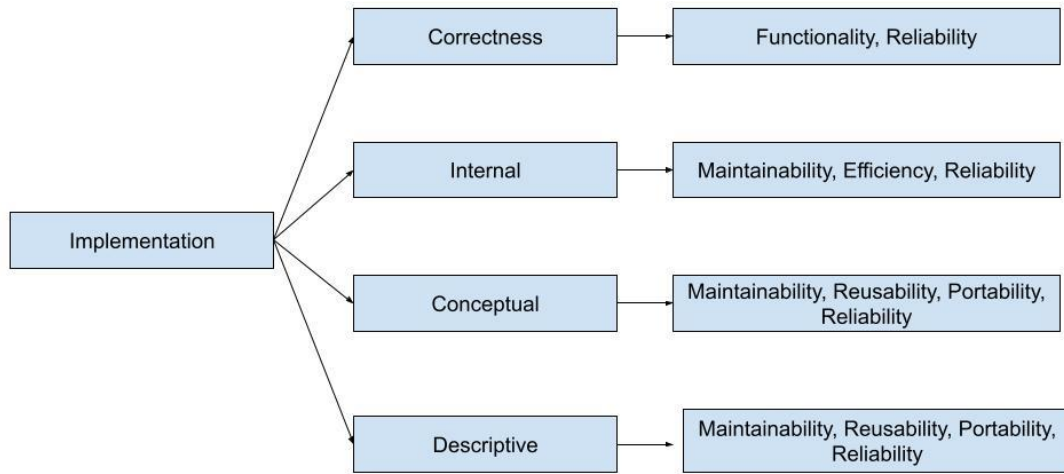 Correctness
Functionality, Reliability
Internal
Maintainability, Efficiency, Reliability
Implementation
Conceptual
Maintainability, Reusability, Portability,
Reliability
Descriptive
Maintainability, Reusability, Portability,
Reliability